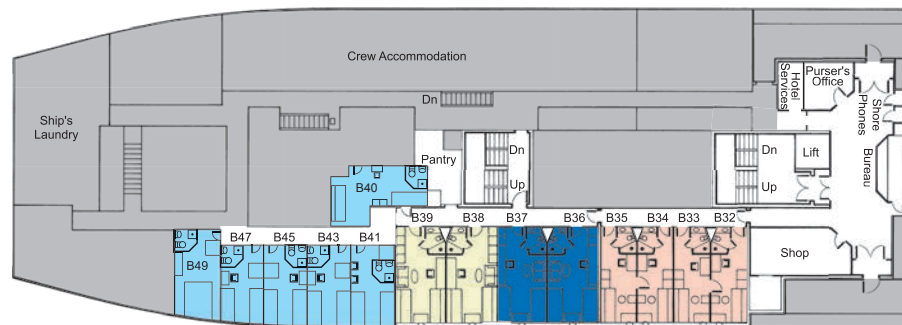 Crew Accommodation
Hotel
Services
Purser's
Office
Dn
Shore
Phones
Ship's
Laundry
Pantry
Dn
Up
Dn
Up
Lift
Bureau
B40
B39
B38
B37
B36
B35
B34
B33
B32
B47
B45
B43
B41
B49
Shop